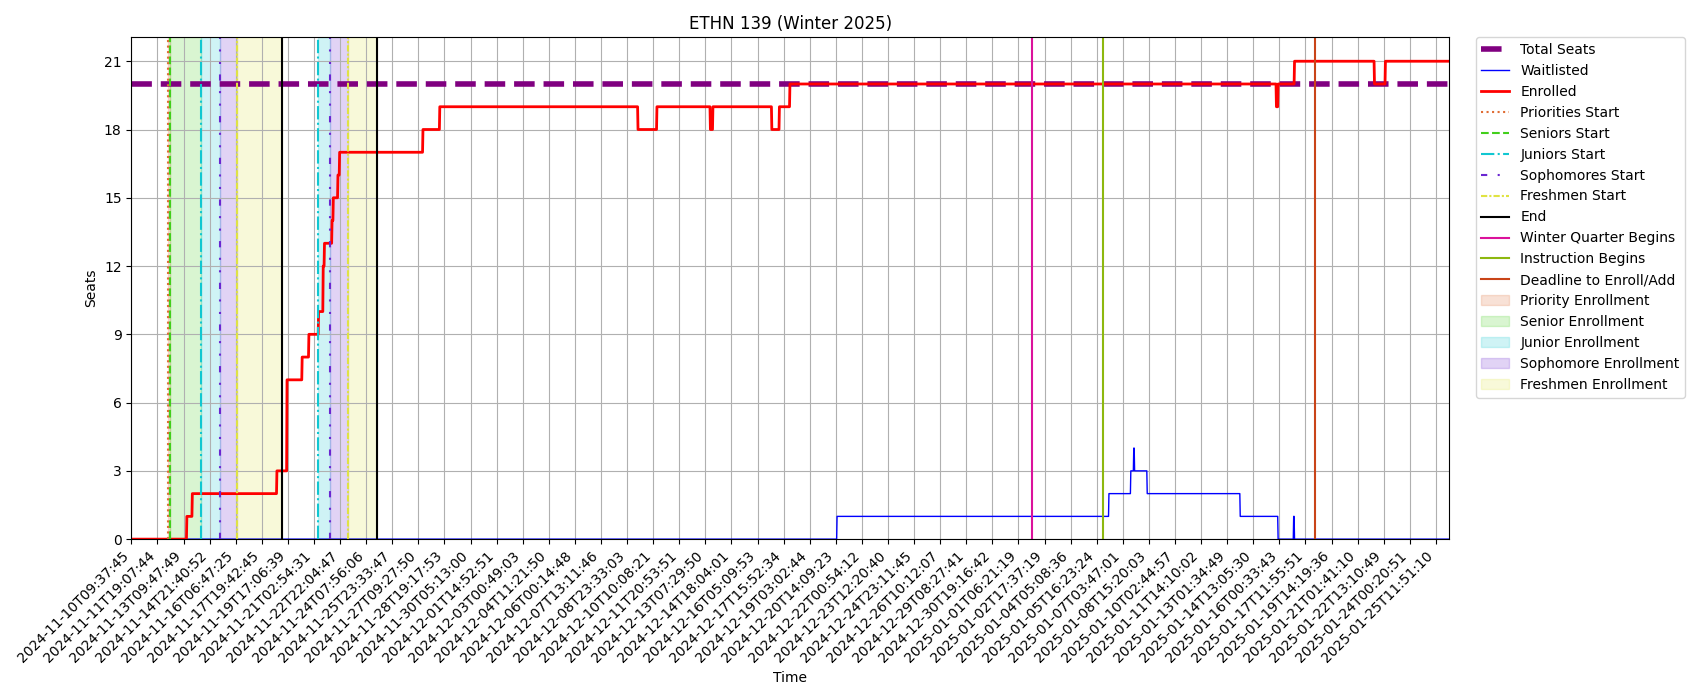 ETHN 139 (Winter 2025)
Seats
21
18
15
12
9
6
3
0
2024-11-10T09:37:45
2024-11-11T19:07:44
2024-11-13T09:47:49
2024-11-14T21:40:52
2024-11-16T06:47:25
2024-11-17T19:42:45
2024-11-19T17:06:39
2024-11-21T02:54:31
2024-11-22T22:04:47
2024-11-24T07:56:06
2024-11-25T23:33:47
2024-11-27T09:27:50
2024-11-28T19:17:53
2024-11-30T05:13:00
2024-12-01T14:52:51
2024-12-03T00:49:03
2024-12-04T11:21:50
2024-12-06T00:14:48
2024-12-07T13:11:46
2024-12-08T23:33:03
2024-12-10T10:08:21
2024-12-11T20:53:51
2024-12-13T07:29:50
2024-12-14T18:04:01
2024-12-16T05:09:53
2024-12-17T15:52:34
2024-12-19T03:02:44
2024-12-20T14:09:23
2024-12-22T00:54:12
2024-12-23T12:20:40
2024-12-24T23:11:45
2024-12-26T10:12:07
2024-12-29T08:27:41
2024-12-30T19:16:42
2025-01-01T06:21:19
2025-01-02T17:37:19
2025-01-04T05:08:36
2025-01-05T16:23:24
2025-01-07T03:47:01
2025-01-08T15:20:03
2025-01-10T02:44:57
2025-01-11T14:10:02
2025-01-13T01:34:49
2025-01-14T13:05:30
2025-01-16T00:33:43
2025-01-17T11:55:51
2025-01-19T14:19:36
2025-01-21T01:41:10
2025-01-22T13:10:49
2025-01-24T00:20:51
2025-01-25T11:51:10
Time
Total Seats
Waitlisted
Enrolled
Priorities Start
Seniors Start
Juniors Start
Sophomores Start
Freshmen Start
End
Winter Quarter Begins
Instruction Begins
Deadline to Enroll/Add
Priority Enrollment
Senior Enrollment
Junior Enrollment
Sophomore Enrollment
Freshmen Enrollment